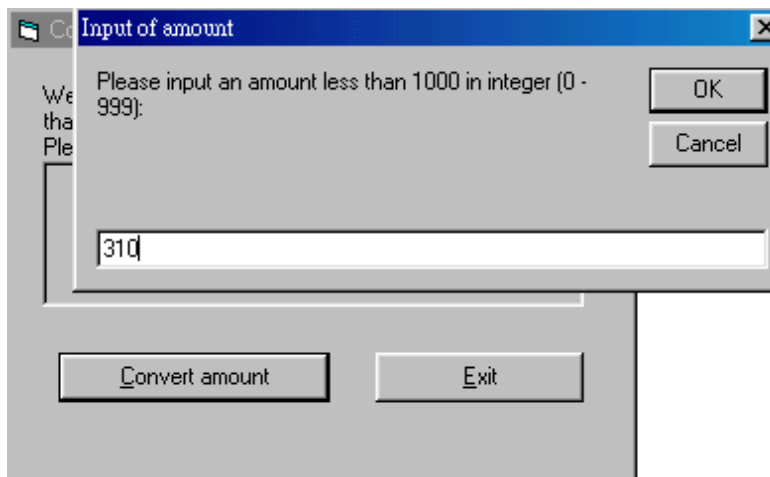 Input of amount
Please input an amount less than 1000 in integer (0 -
999):
OK
Cancel
310
Convert amount
Exit